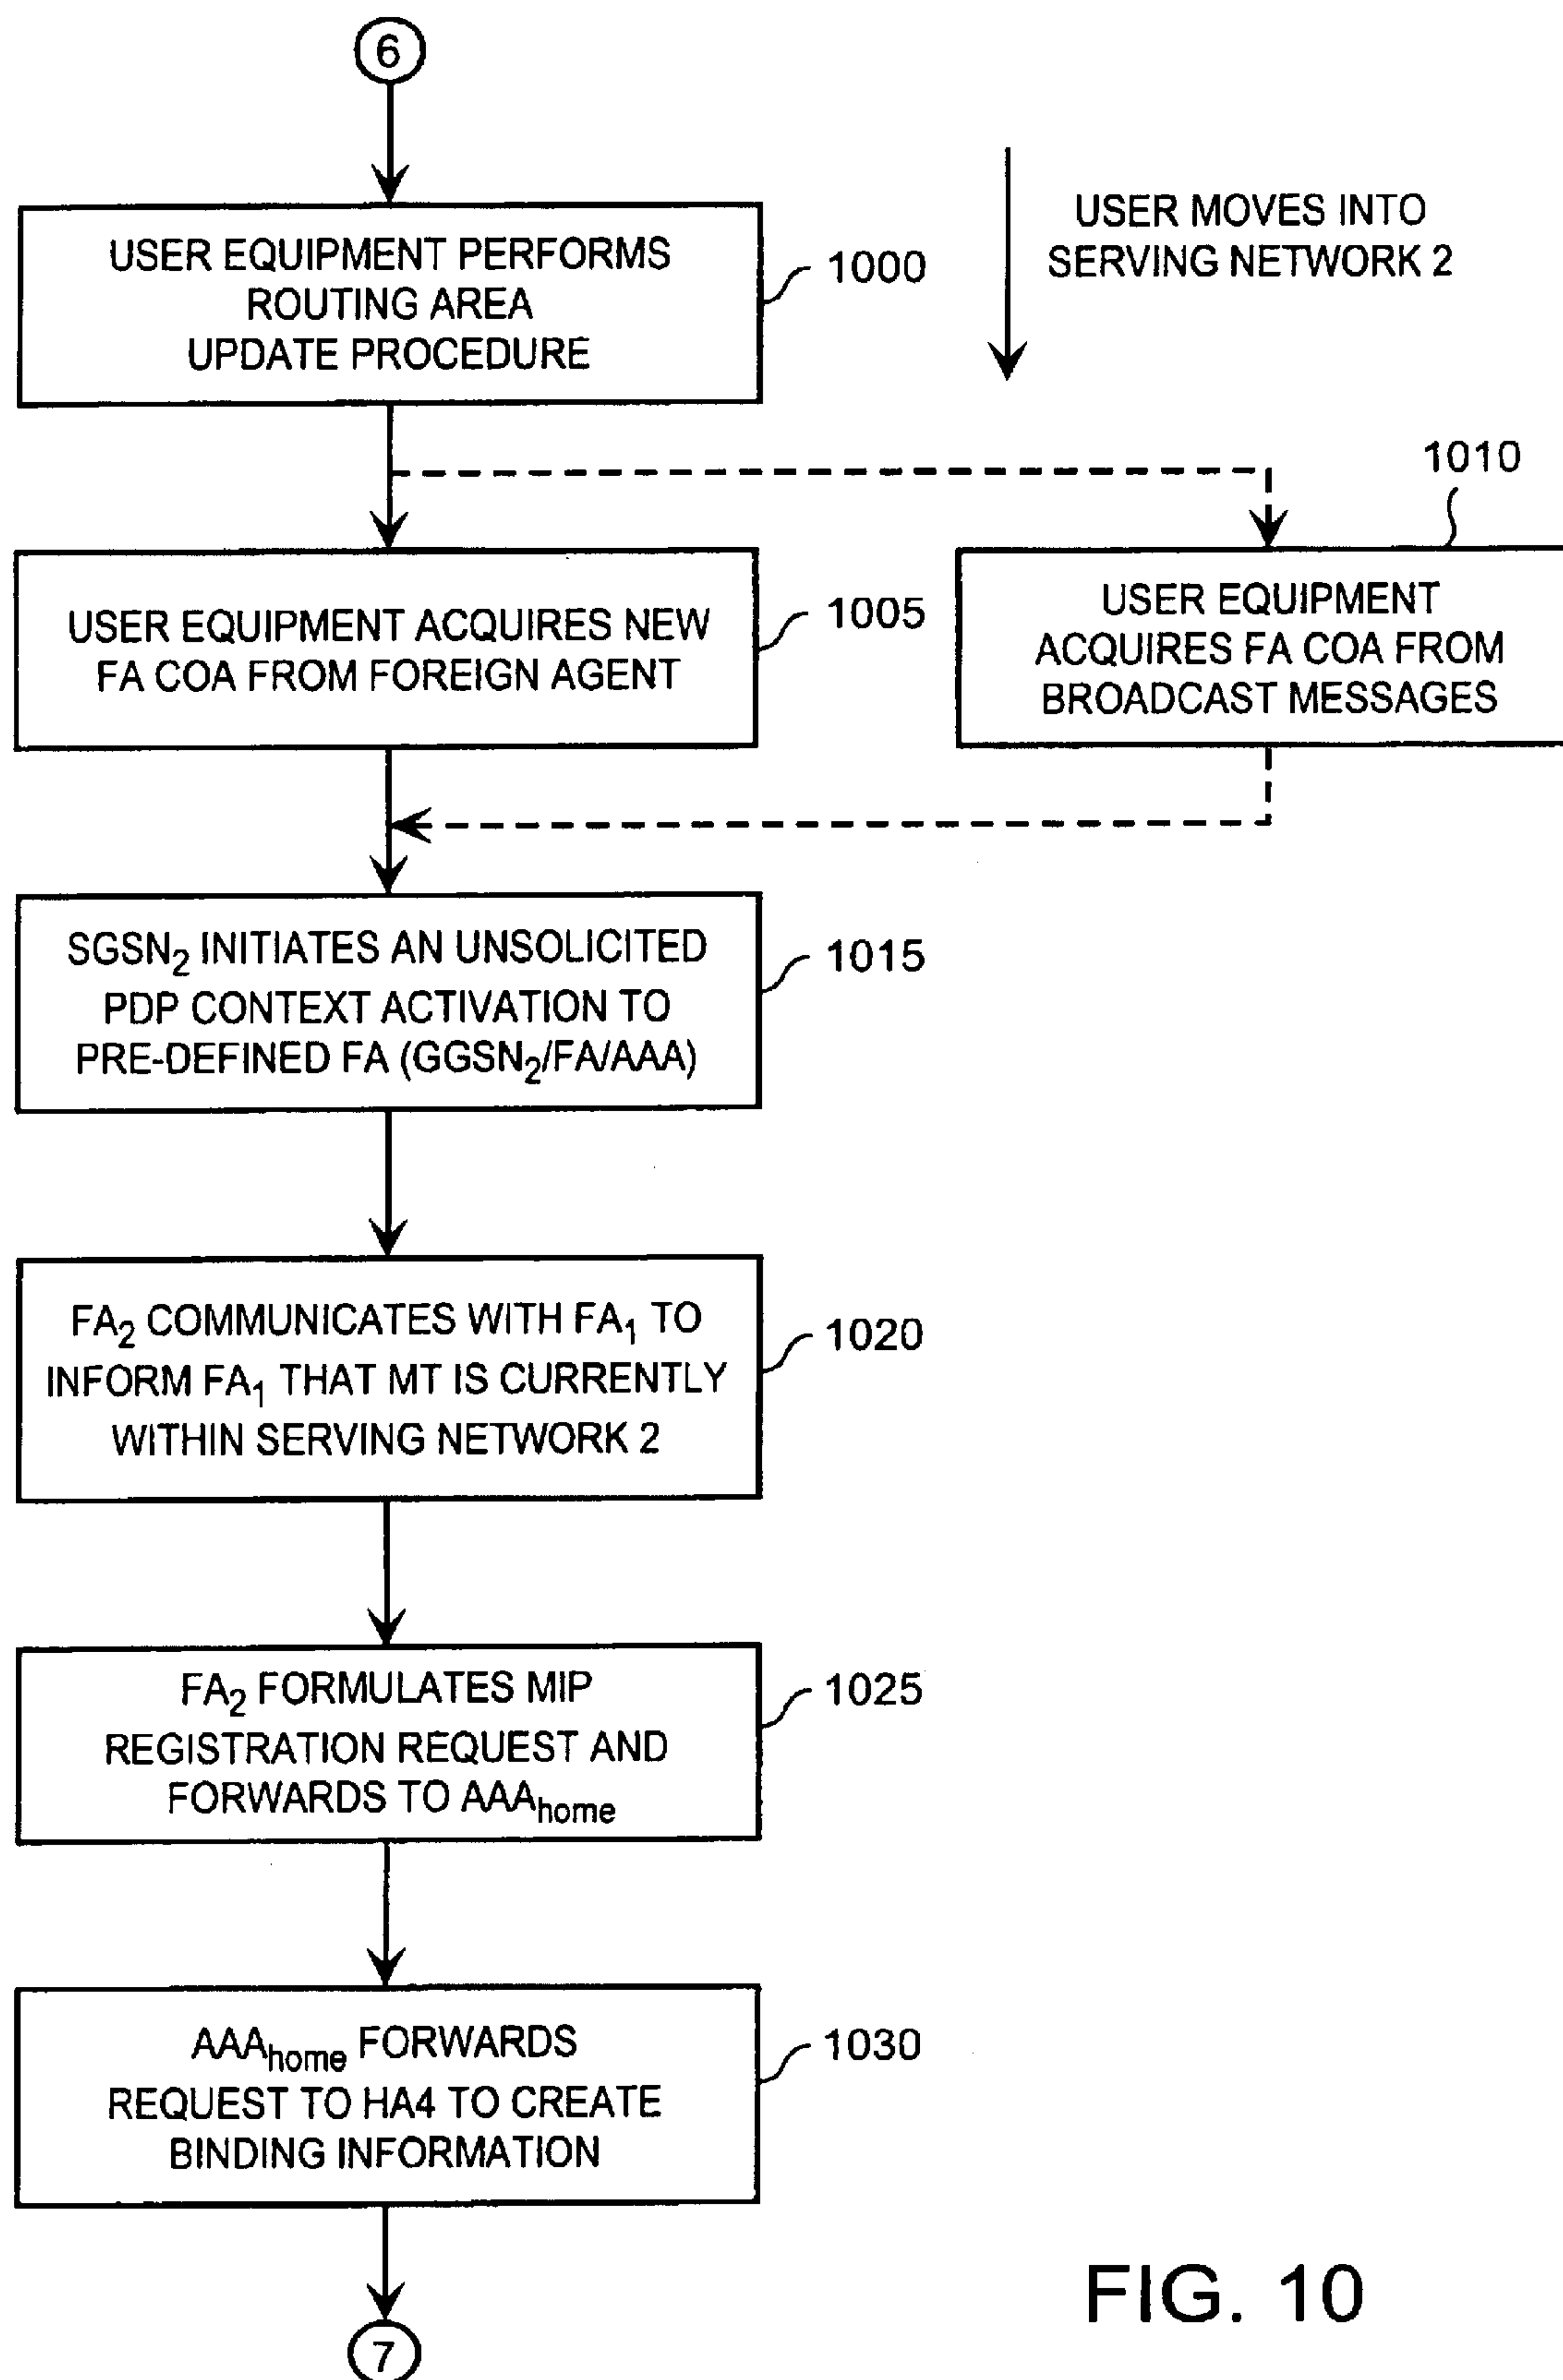 6
USER EQUIPMENT PERFORMS
ROUTING AREA
UPDATE PROCEDURE
1000
USER MOVES INTO
SERVING NETWORK 2
USER EQUIPMENT ACQUIRES NEW
FA COA FROM FOREIGN AGENT
1005
1010
USER EQUIPMENT
ACQUIRES FA COA FROM
BROADCAST MESSAGES
SGSN₂ INITIATES AN UNSOLICITED
PDP CONTEXT ACTIVATION TO
PRE-DEFINED FA (GGSN₂/FA/AAA)
1015
FA₂ COMMUNICATES WITH FA₁ TO
INFORM FA₁ THAT MT IS CURRENTLY
WITHIN SERVING NETWORK 2
1020
FA₂ FORMULATES MIP
REGISTRATION REQUEST AND
FORWARDS TO AAAhome
1025
AAAhome FORWARDS
REQUEST TO HA4 TO CREATE
BINDING INFORMATION
1030
7
FIG. 10